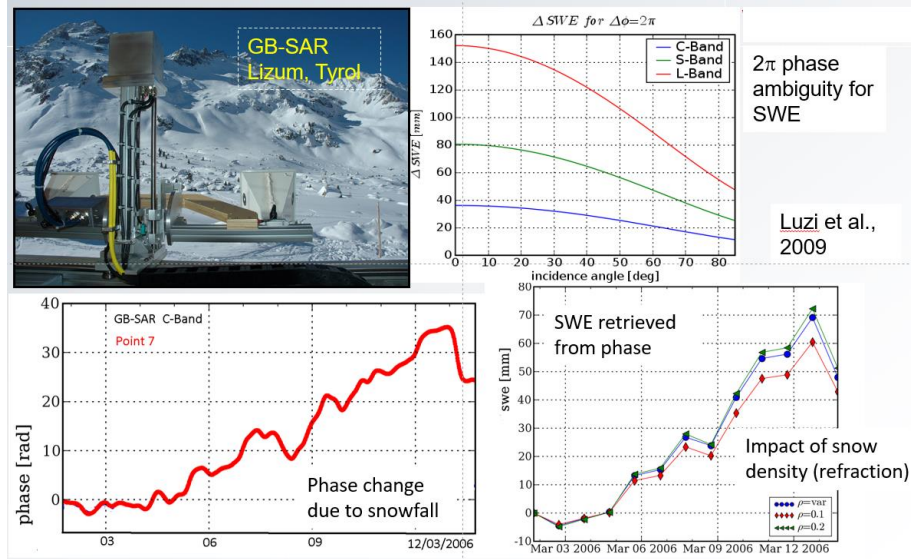 GB-SAR
Lizum, Tyrol
Δ SWE for Δϕ=2π
160
140
120
100
80
60
40
20
0
Δ SWE [mm]
C-Band
S-Band
L-Band
0 10 20 30 40 50 60 70 80
incidence angle [deg]
2π phase
ambiguity for
SWE
Luzi et al.,
2009
40
30
20
10
0
phase [rad]
GB-SAR C-Band
Point 7
Phase change
due to snowfall
03 06 09 12/03/2006
80
70
60
50
40
30
20
10
0
-10
swe [mm]
SWE retrieved
from phase
Impact of snow
density (refraction)
ρ=var
ρ=0.1
ρ=0.2
Mar 03 2006 Mar 06 2006 Mar 09 2006 Mar 12 2006